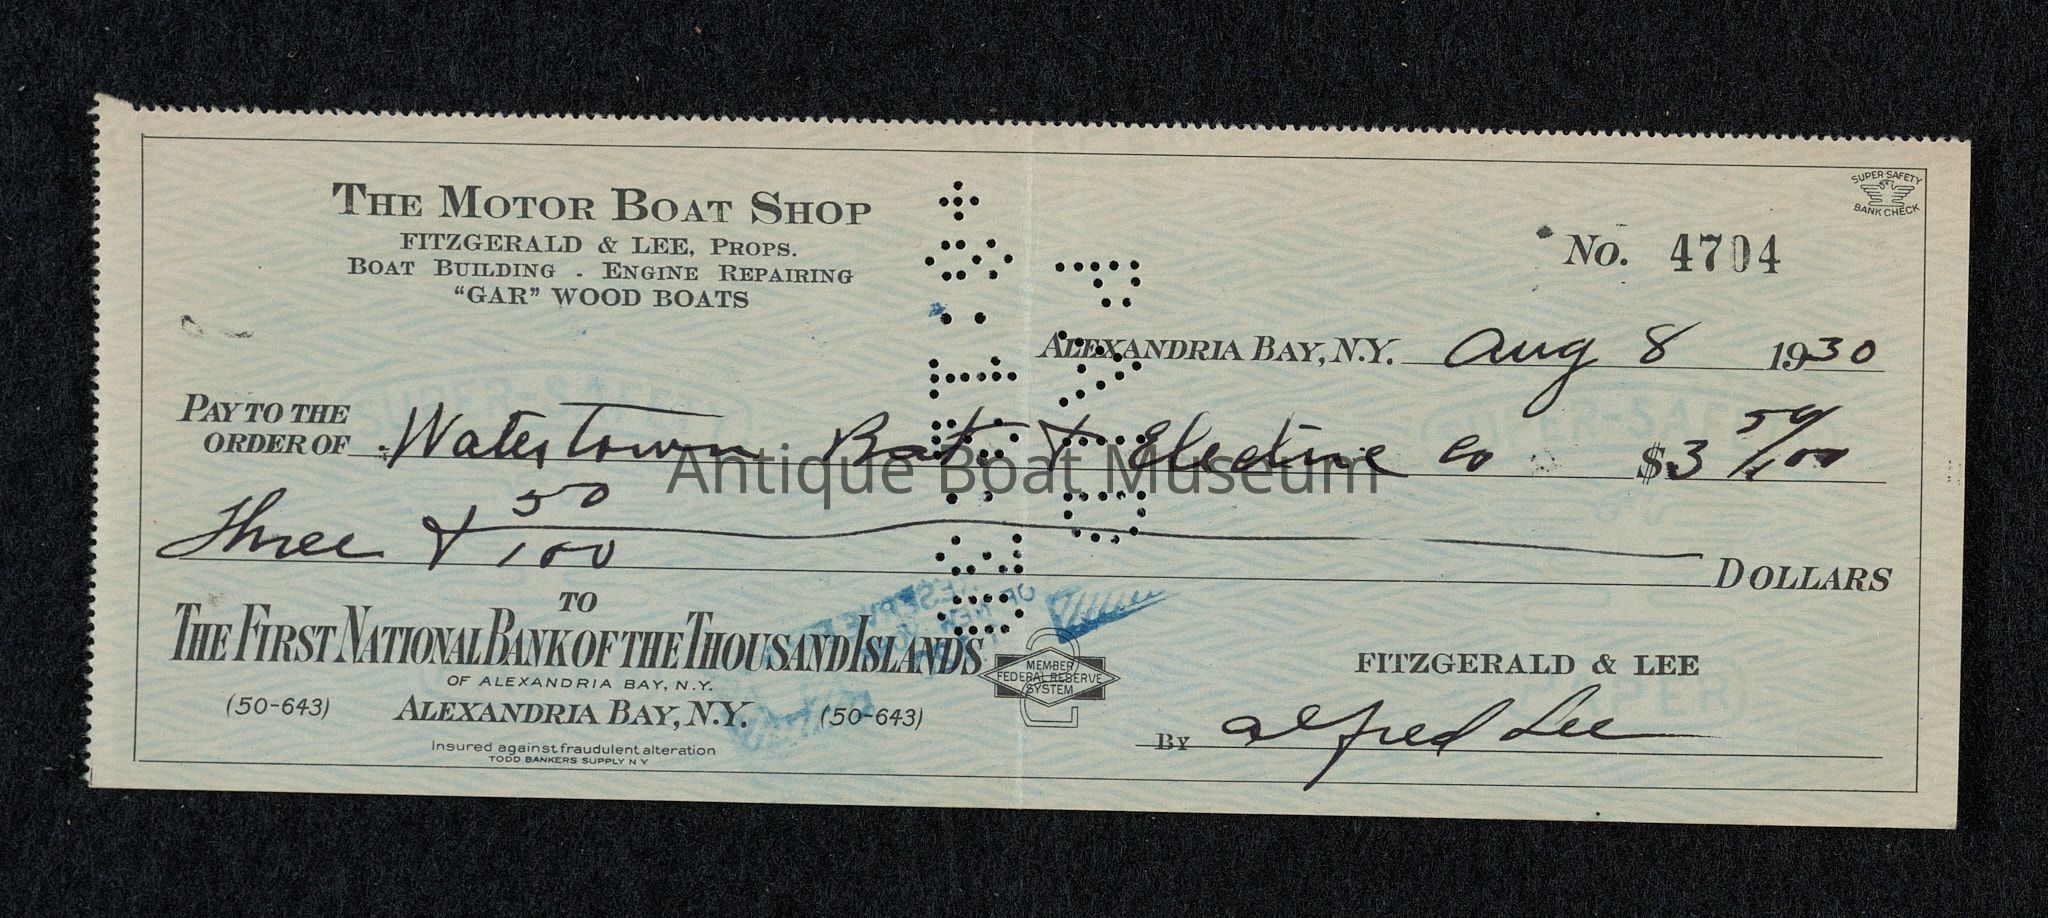 THE MOTOR BOAT SHOP
FITZGERALD & LEE, PROPS.
BOAT BUILDING - ENGINE REPAIRING
"GAR" WOOD BOATS
SUPER SAFETY
BANK CHECK
NO. 4704
ALEXANDRIA BAY, N.Y. Aug 8 1930
PAY TO THE
ORDER OF Watertown Bat. & Electric Co $3 50/100
Antique Boat Museum
Three & 50/100 DOLLARS
TO
THE FIRST NATIONAL BANK OF THE THOUSAND ISLANDS
OF ALEXANDRIA BAY, N.Y.
(50-643) ALEXANDRIA BAY, N.Y. (50-643)
Insured against fraudulent alteration
TODD BANKERS SUPPLY N Y
MEMBER
FEDERAL RESERVE
SYSTEM
FITZGERALD & LEE
BY Alfred Lee